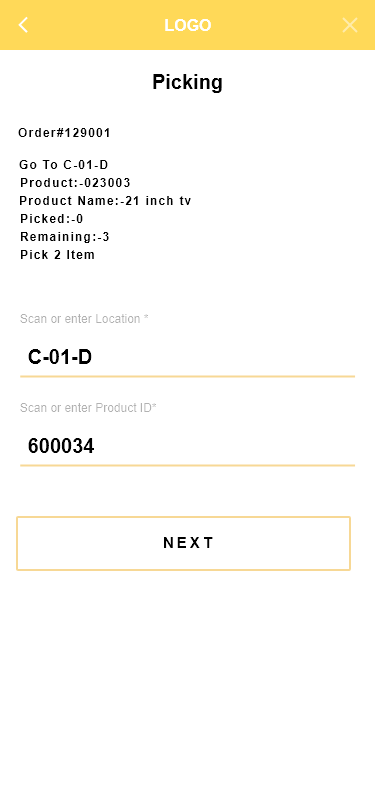 LOGO
Picking
Order#129001
Go To C-01-D
Product:-023003
Product Name:-21 inch tv
Picked:-0
Remaining:-3
Pick 2 Item
Scan or enter Location *
C-01-D
Scan or enter Product ID*
600034
NEXT